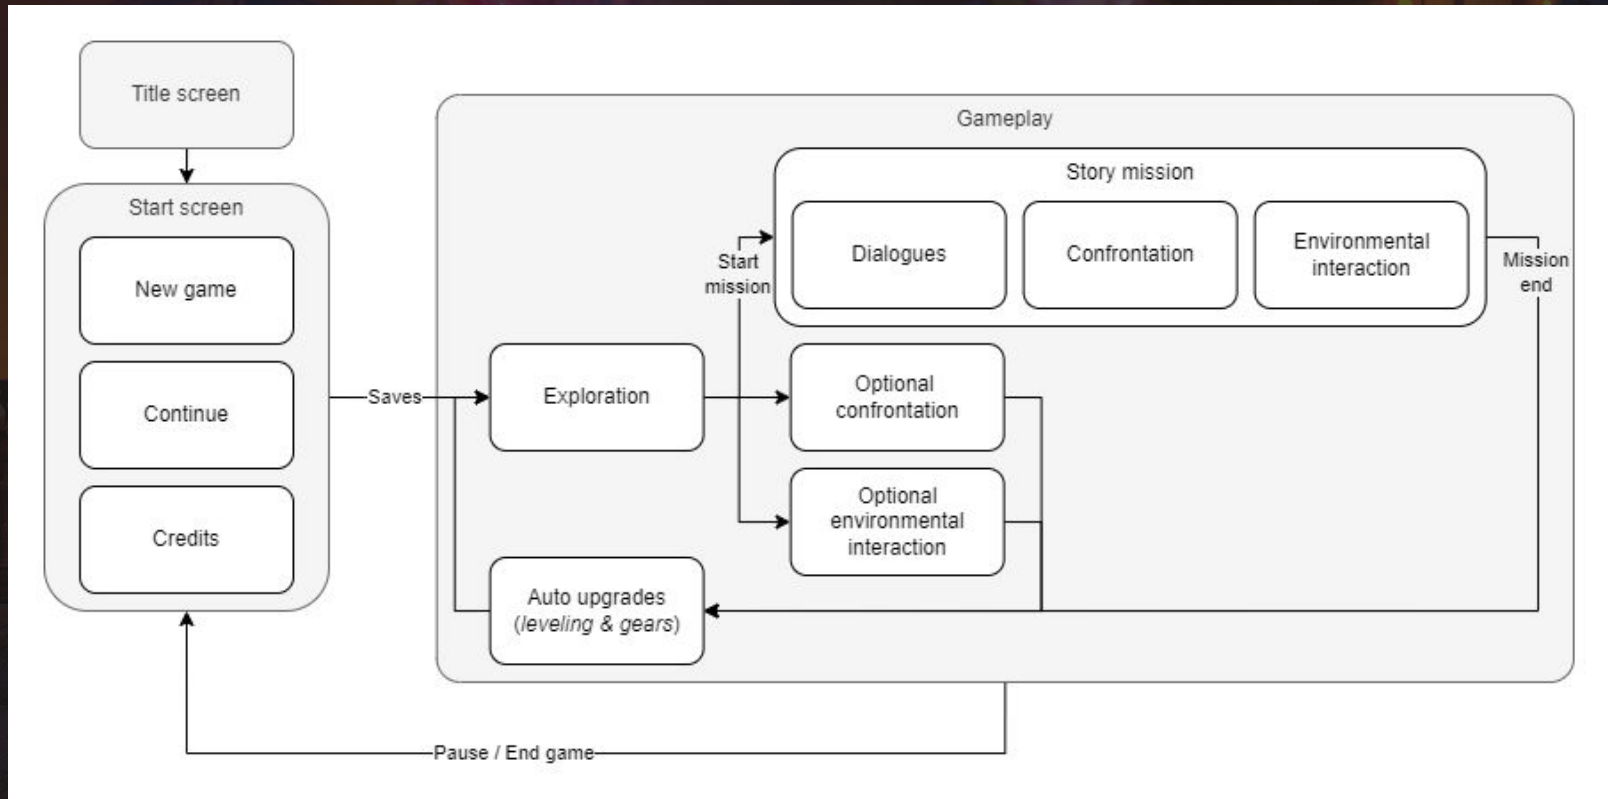 Title screen
Start screen
New game
Continue
Credits
Saves
Gameplay
Exploration
Start
mission
Story mission
Dialogues
Confrontation
Environmental
interaction
Mission
end
Optional
confrontation
Optional
environmental
interaction
Auto upgrades
(leveling & gears)
Pause / End game